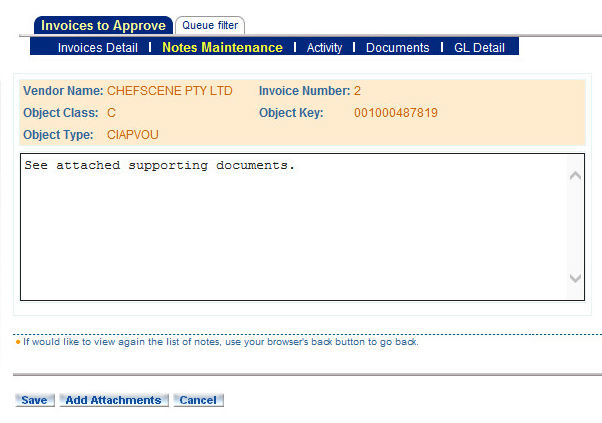 Invoices to Approve Queue filter
Invoices Detail | Notes Maintenance | Activity | Documents | GL Detail
Vendor Name: CHEFSCENE PTY LTD Invoice Number: 2
Object Class: C Object Key: 001000487819
Object Type: CIAPVOU
See attached supporting documents.
If would like to view again the list of notes, use your browser's back button to go back.
Save Add Attachments Cancel